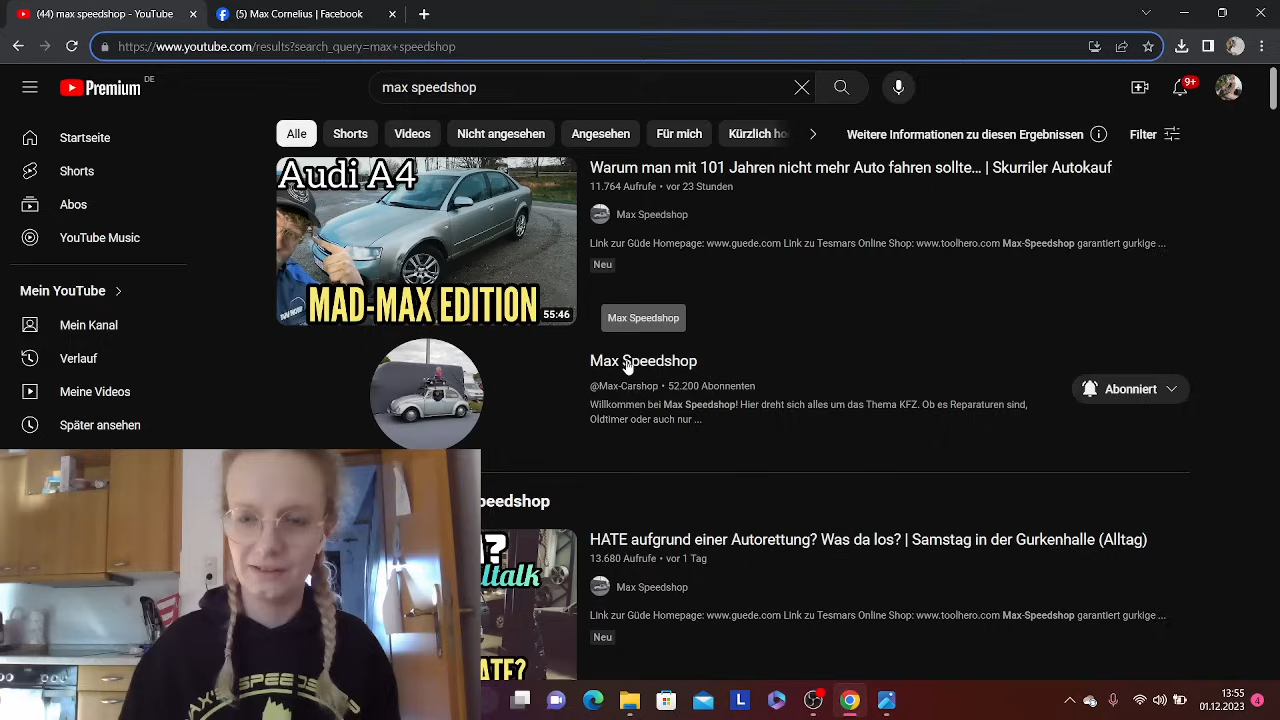 (44) max speedshop - YouTube
(5) Max Cornelius | Facebook
https://www.youtube.com/results?search_query=max+speedshop
Premium
DE
max speedshop
9+
Startseite
Shorts
Abos
YouTube Music
Mein YouTube
Mein Kanal
Verlauf
Meine Videos
Später ansehen
Alle
Shorts
Videos
Nicht angesehen
Angesehen
Für mich
Weitere Informationen zu diesen Ergebnissen
Filter
Audi A4
MAD-MAX EDITION
55:46
Warum man mit 101 Jahren nicht mehr Auto fahren sollte... | Skurriler Autokauf
11.764 Aufrufe • vor 23 Stunden
Max Speedshop
Link zur Güde Homepage: www.guede.com Link zu Tesmars Online Shop: www.toolhero.com Max-Speedshop garantiert gurkige ...
Neu
Max Speedshop
Max Speedshop
@Max-Carshop • 52.200 Abonnenten
Willkommen bei Max Speedshop! Hier dreht sich alles um das Thema KFZ. Ob es Reparaturen sind,
Oldtimer oder auch nur ...
Abonniert
HATE aufgrund einer Autorettung? Was da los? | Samstag in der Gurkenhalle (Alltag)
13.680 Aufrufe • vor 1 Tag
Max Speedshop
Link zur Güde Homepage: www.guede.com Link zu Tesmars Online Shop: www.toolhero.com Max-Speedshop garantiert gurkige ...
Neu
13:55
01.12.2023
4